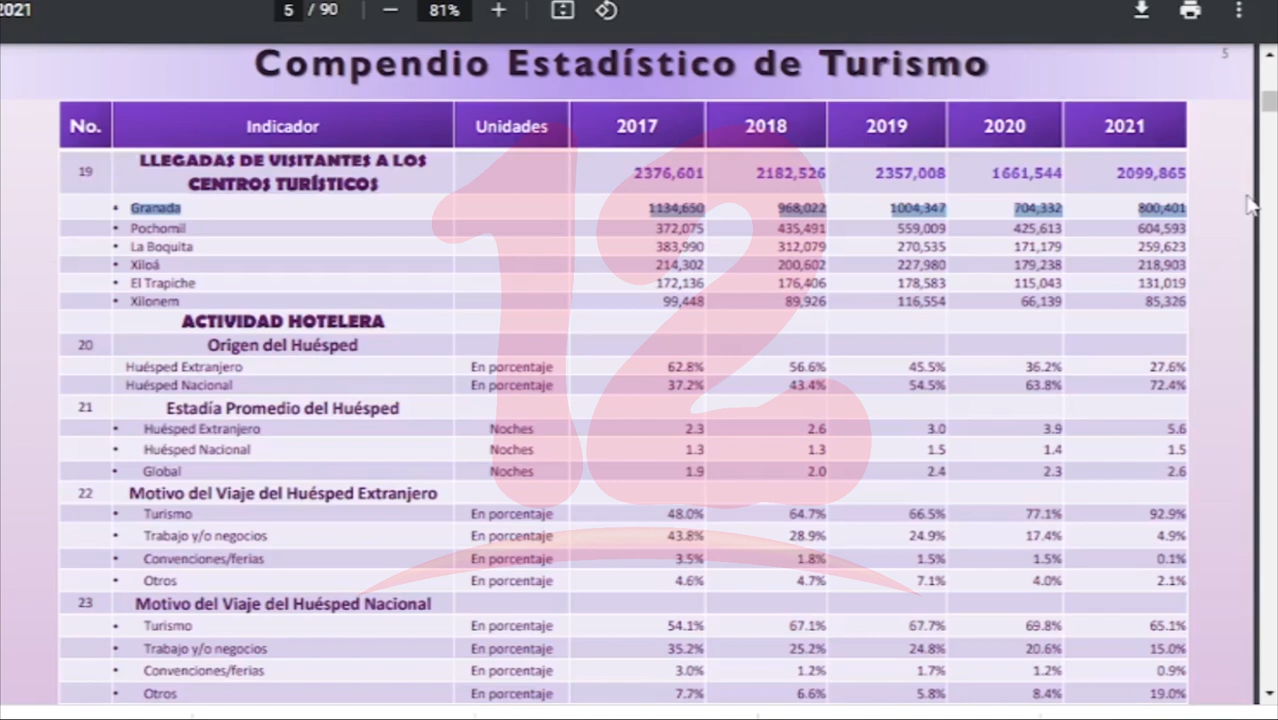 2021 5 / 90 81%
Compendio Estadístico de Turismo 5
No. Indicador Unidades 2017 2018 2019 2020 2021
19 LLEGADAS DE VISITANTES A LOS CENTROS TURÍSTICOS 2376,601 2182,526 2357,008 1661,544 2099,865
• Granada 1134,650 968,022 1004,347 704,332 800,401
• Pochomil 372,075 435,491 559,009 425,613 604,593
• La Boquita 383,990 312,079 270,535 171,179 259,623
• Xiloá 214,302 200,602 227,980 179,238 218,903
• El Trapiche 172,136 176,406 178,583 115,043 131,019
• Xilonem 99,448 89,926 116,554 66,139 85,326
ACTIVIDAD HOTELERA
20 Origen del Huésped
Huésped Extranjero En porcentaje 62.8% 56.6% 45.5% 36.2% 27.6%
Huésped Nacional En porcentaje 37.2% 43.4% 54.5% 63.8% 72.4%
21 Estadía Promedio del Huésped
• Huésped Extranjero Noches 2.3 2.6 3.0 3.9 5.6
• Huésped Nacional Noches 1.3 1.3 1.5 1.4 1.5
• Global Noches 1.9 2.0 2.4 2.3 2.6
22 Motivo del Viaje del Huésped Extranjero
• Turismo En porcentaje 48.0% 64.7% 66.5% 77.1% 92.9%
• Trabajo y/o negocios En porcentaje 43.8% 28.9% 24.9% 17.4% 4.9%
• Convenciones/ferias En porcentaje 3.5% 1.8% 1.5% 1.5% 0.1%
• Otros En porcentaje 4.6% 4.7% 7.1% 4.0% 2.1%
23 Motivo del Viaje del Huésped Nacional
• Turismo En porcentaje 54.1% 67.1% 67.7% 69.8% 65.1%
• Trabajo y/o negocios En porcentaje 35.2% 25.2% 24.8% 20.6% 15.0%
• Convenciones/ferias En porcentaje 3.0% 1.2% 1.7% 1.2% 0.9%
• Otros En porcentaje 7.7% 6.6% 5.8% 8.4% 19.0%
12